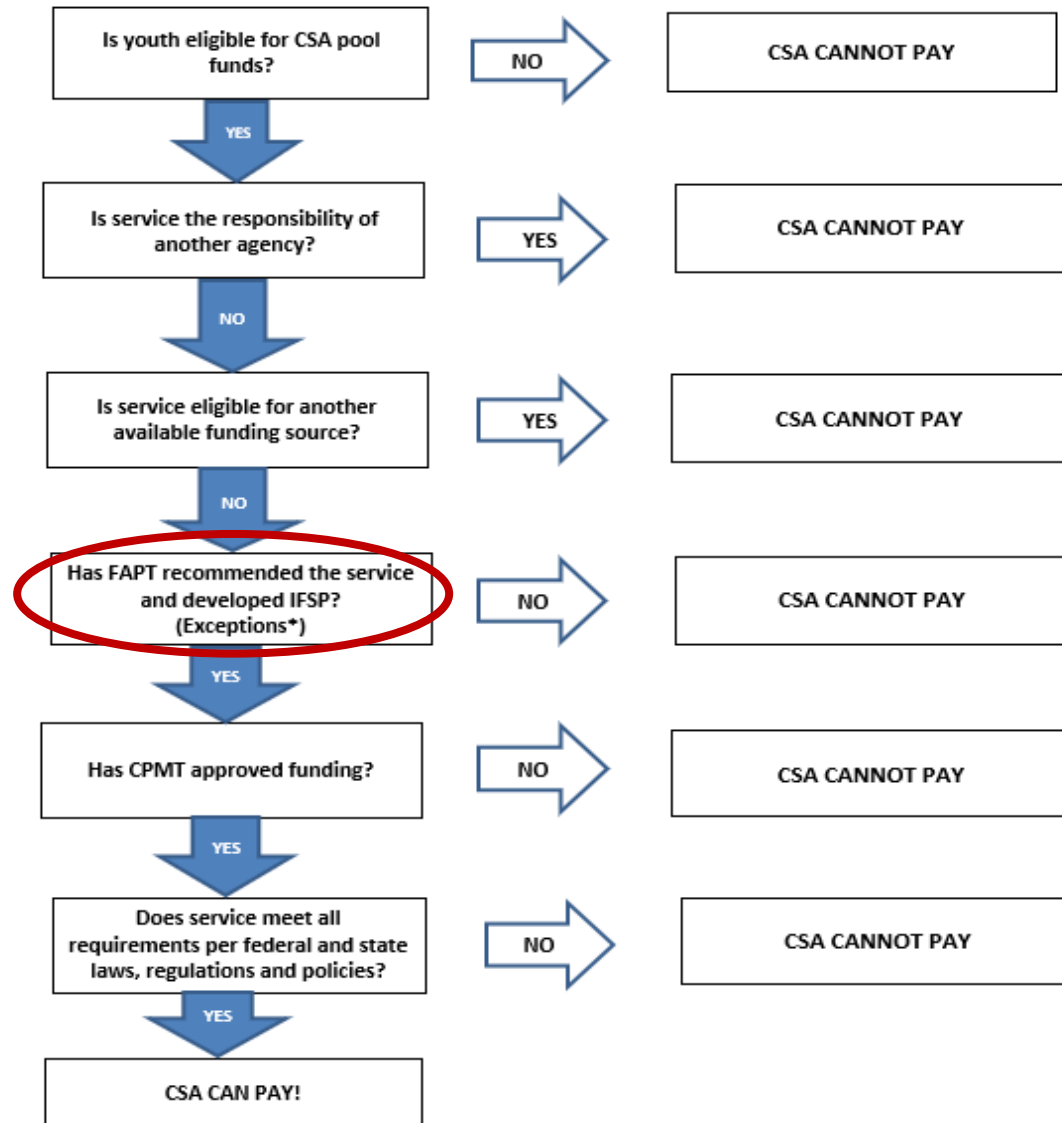 Is youth eligible for CSA pool
funds?
NO
CSA CANNOT PAY
YES
Is service the responsibility of
another agency?
YES
CSA CANNOT PAY
NO
Is service eligible for another
available funding source?
YES
CSA CANNOT PAY
NO
Has FAPT recommended the service
and developed IFSP?
(Exceptions*)
NO
CSA CANNOT PAY
YES
Has CPMT approved funding?
NO
CSA CANNOT PAY
YES
Does service meet all
requirements per federal and state
laws, regulations and policies?
NO
CSA CANNOT PAY
YES
CSA CAN PAY!